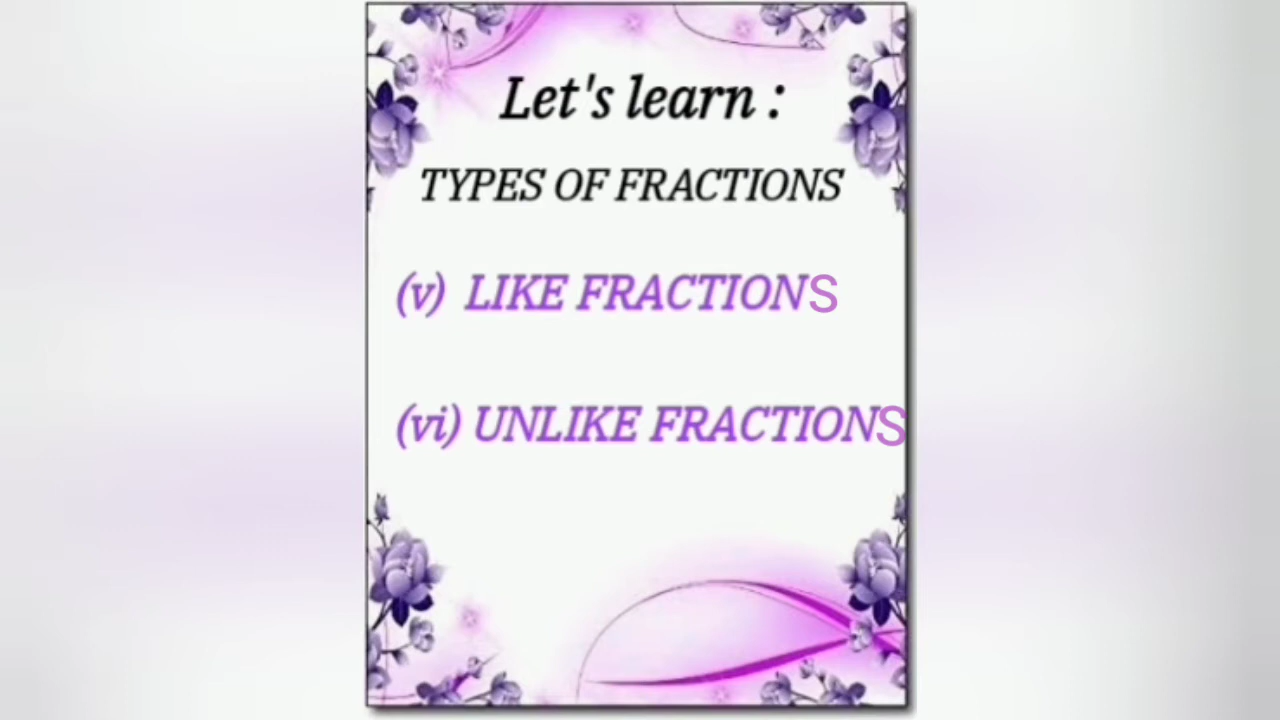 Let's learn :
TYPES OF FRACTIONS
(v) LIKE FRACTIONS
(vi) UNLIKE FRACTIONS